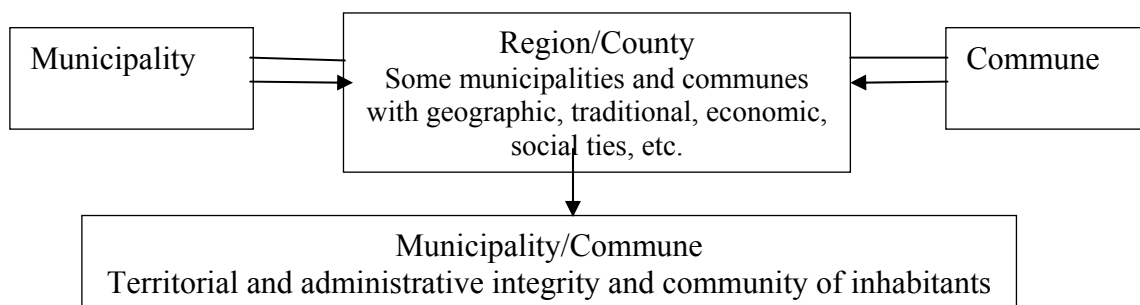 Municipality
Region/County
Some municipalities and communes
with geographic, traditional, economic,
social ties, etc.
Commune
Municipality/Commune
Territorial and administrative integrity and community of inhabitants